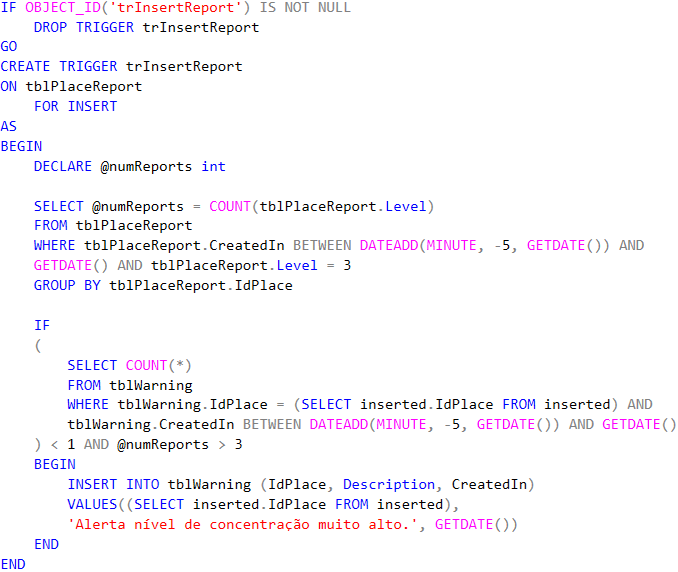 IF OBJECT_ID('trInsertReport') IS NOT NULL
DROP TRIGGER trInsertReport
GO
CREATE TRIGGER trInsertReport
ON tblPlaceReport
FOR INSERT
AS
BEGIN
DECLARE @numReports int
SELECT @numReports = COUNT(tblPlaceReport.Level)
FROM tblPlaceReport
WHERE tblPlaceReport.CreatedIn BETWEEN DATEADD(MINUTE, -5, GETDATE()) AND
GETDATE() AND tblPlaceReport.Level = 3
GROUP BY tblPlaceReport.IdPlace
IF
(
SELECT COUNT(*)
FROM tblWarning
WHERE tblWarning.IdPlace = (SELECT inserted.IdPlace FROM inserted) AND
tblWarning.CreatedIn BETWEEN DATEADD(MINUTE, -5, GETDATE()) AND GETDATE()
) < 1 AND @numReports > 3
BEGIN
INSERT INTO tblWarning (IdPlace, Description, CreatedIn)
VALUES((SELECT inserted.IdPlace FROM inserted),
'Alerta nível de concentração muito alto.', GETDATE())
END
END